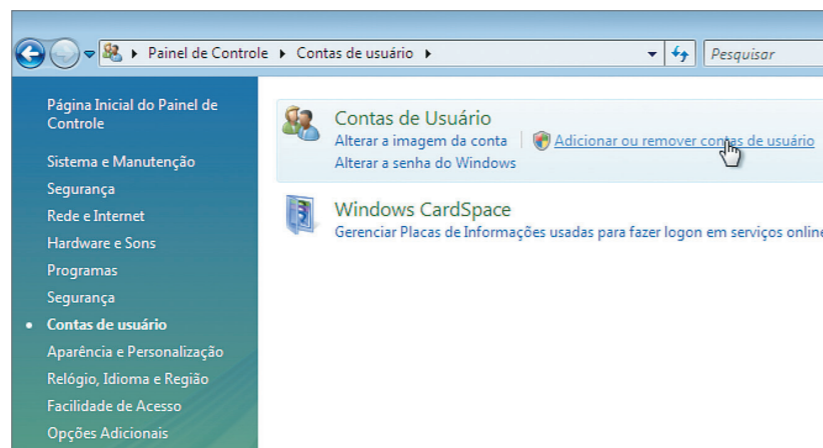 Painel de Controle Contas de usuário Pesquisar
Página Inicial do Painel de
Controle
Sistema e Manutenção
Segurança
Rede e Internet
Hardware e Sons
Programas
Segurança
Contas de usuário
Aparência e Personalização
Relógio, Idioma e Região
Facilidade de Acesso
Opções Adicionais
Contas de Usuário
Alterar a imagem da conta Adicionar ou remover contas de usuário
Alterar a senha do Windows
Windows CardSpace
Gerenciar Placas de Informações usadas para fazer logon em serviços online